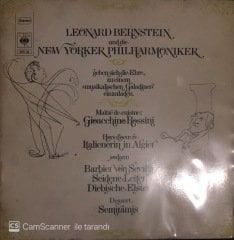 LEONARD BERNSTEIN
und die
NEW YORKER PHILHARMONIKER
geben sich die Ehre,
zu einem
„musikalischen Galadiner“
einzuladen.
Maître de cuisine:
Gioacchino Rossini
Hors d'œuvre
Italienerin in Algier
Barbier von Sevilla
Seidene Leiter
Diebische Elster
Dessert
Semiramis
CS CamScanner ile tarandı